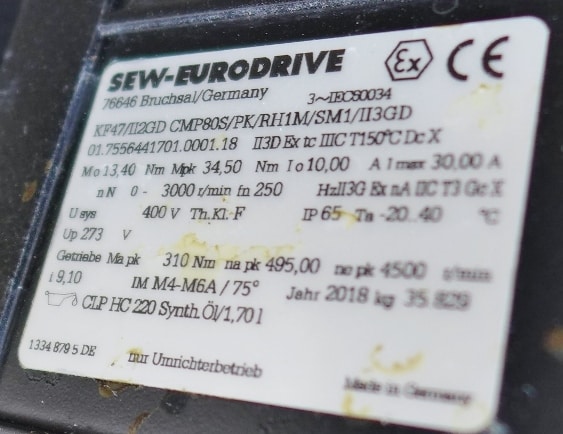 SEW-EURODRIVE Ex CE
76646 Bruchsal/Germany 3~IEC60034
KF47/II2GD CMP80S/PK/RH1M/SM1/II3GD
01.7556441701.0001.18 II3D Ex tc IIIC T150°C Dc X
Mo 13,40 Nm Mpk 34,50 Nm Io 10,00 A Imax 30,00 A
nN 0- 3000 r/min fn 250 Hz II3G Ex nA IIC T3 Gc X
Usys 400 V Th.Kl. F IP 65 Ta -20..40 °C
Up 273 V
Getriebe Ma pk 310 Nm na pk 495,00 ne pk 4500 r/min
i 9,10 IM M4-M6A / 75° Jahr 2018 kg 35.829
CLP HC 220 Synth.Öl/1,70 l
1334 879 5 DE nur Umrichterbetrieb Made in Germany